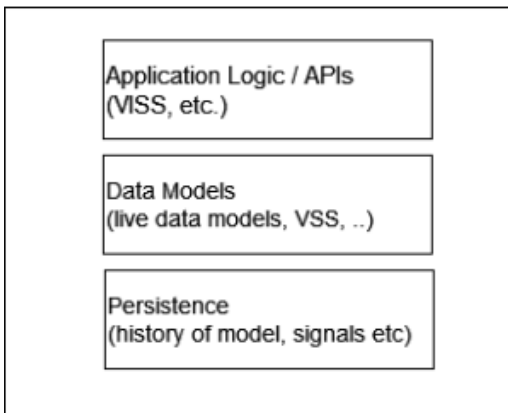 Application Logic / APIs
(VISS, etc.)
Data Models
(live data models, VSS, ..)
Persistence
(history of model, signals etc)